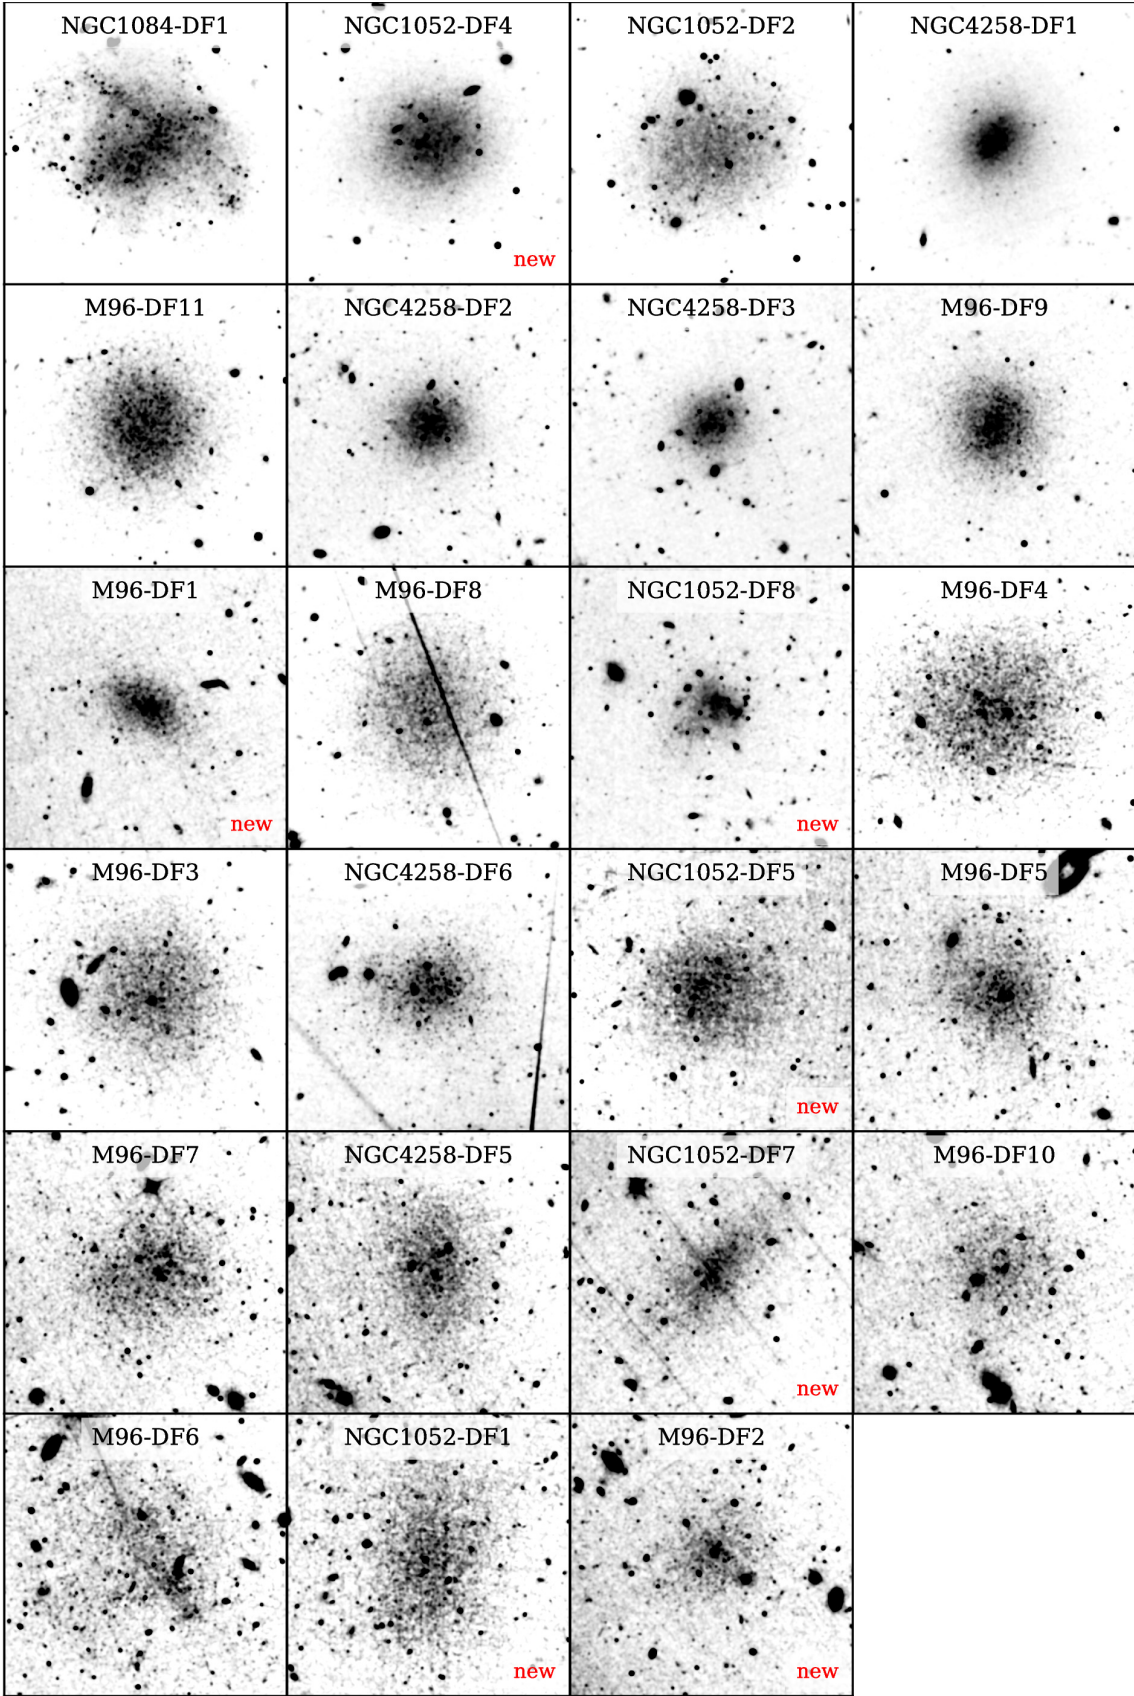 NGC1084-DF1
NGC1052-DF4
NGC1052-DF2
NGC4258-DF1
new
M96-DF11
NGC4258-DF2
NGC4258-DF3
M96-DF9
M96-DF1
M96-DF8
NGC1052-DF8
M96-DF4
new
new
M96-DF3
NGC4258-DF6
NGC1052-DF5
M96-DF5
new
M96-DF7
NGC4258-DF5
NGC1052-DF7
M96-DF10
new
M96-DF6
NGC1052-DF1
M96-DF2
new
new